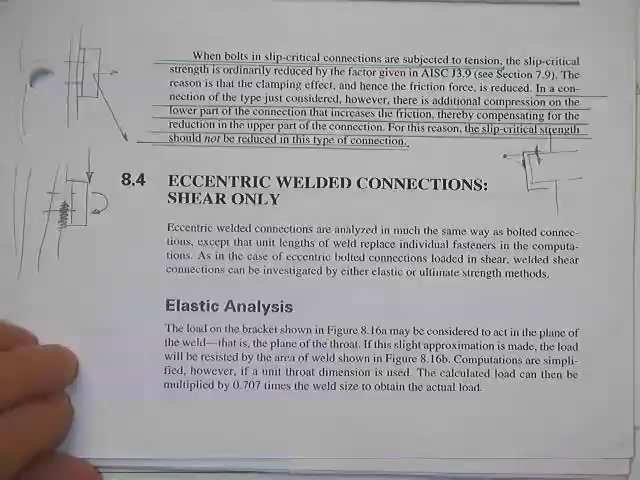 When bolts in slip-critical connections are subjected to tension, the slip-critical
strength is ordinarily reduced by the factor given in AISC J3.9 (see Section 7.9). The
reason is that the clamping effect, and hence the friction force, is reduced. In a con-
nection of the type just considered, however, there is additional compression on the
lower part of the connection that increases the friction, thereby compensating for the
reduction in the upper part of the connection. For this reason, the slip-critical strength
should not be reduced in this type of connection.
8.4 ECCENTRIC WELDED CONNECTIONS:
SHEAR ONLY
Eccentric welded connections are analyzed in much the same way as bolted connec-
tions, except that unit lengths of weld replace individual fasteners in the computa-
tions. As in the case of eccentric bolted connections loaded in shear, welded shear
connections can be investigated by either elastic or ultimate strength methods.
Elastic Analysis
The load on the bracket shown in Figure 8.16a may be considered to act in the plane of
the weld—that is, the plane of the throat. If this slight approximation is made, the load
will be resisted by the area of weld shown in Figure 8.16b. Computations are simpli-
fied, however, if a unit throat dimension is used. The calculated load can then be
multiplied by 0.707 times the weld size to obtain the actual load.